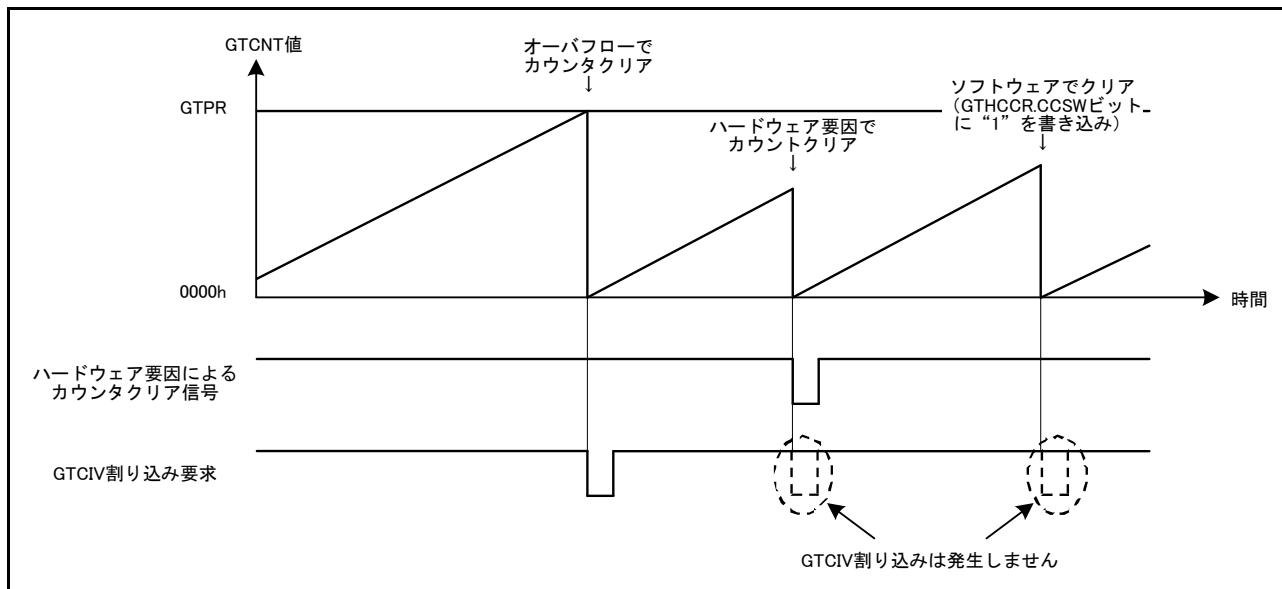 GTCNT値
オーバフローで
カウンタクリア
↓
GTPR
ハードウェア要因で
カウントクリア
↓
ソフトウェアでクリア
（GTHCCR.CCSWビット
に“1”を書き込み）
↓
0000h
時間
ハードウェア要因による
カウンタクリア信号
GTCIV割り込み要求
GTCIV割り込みは発生しません